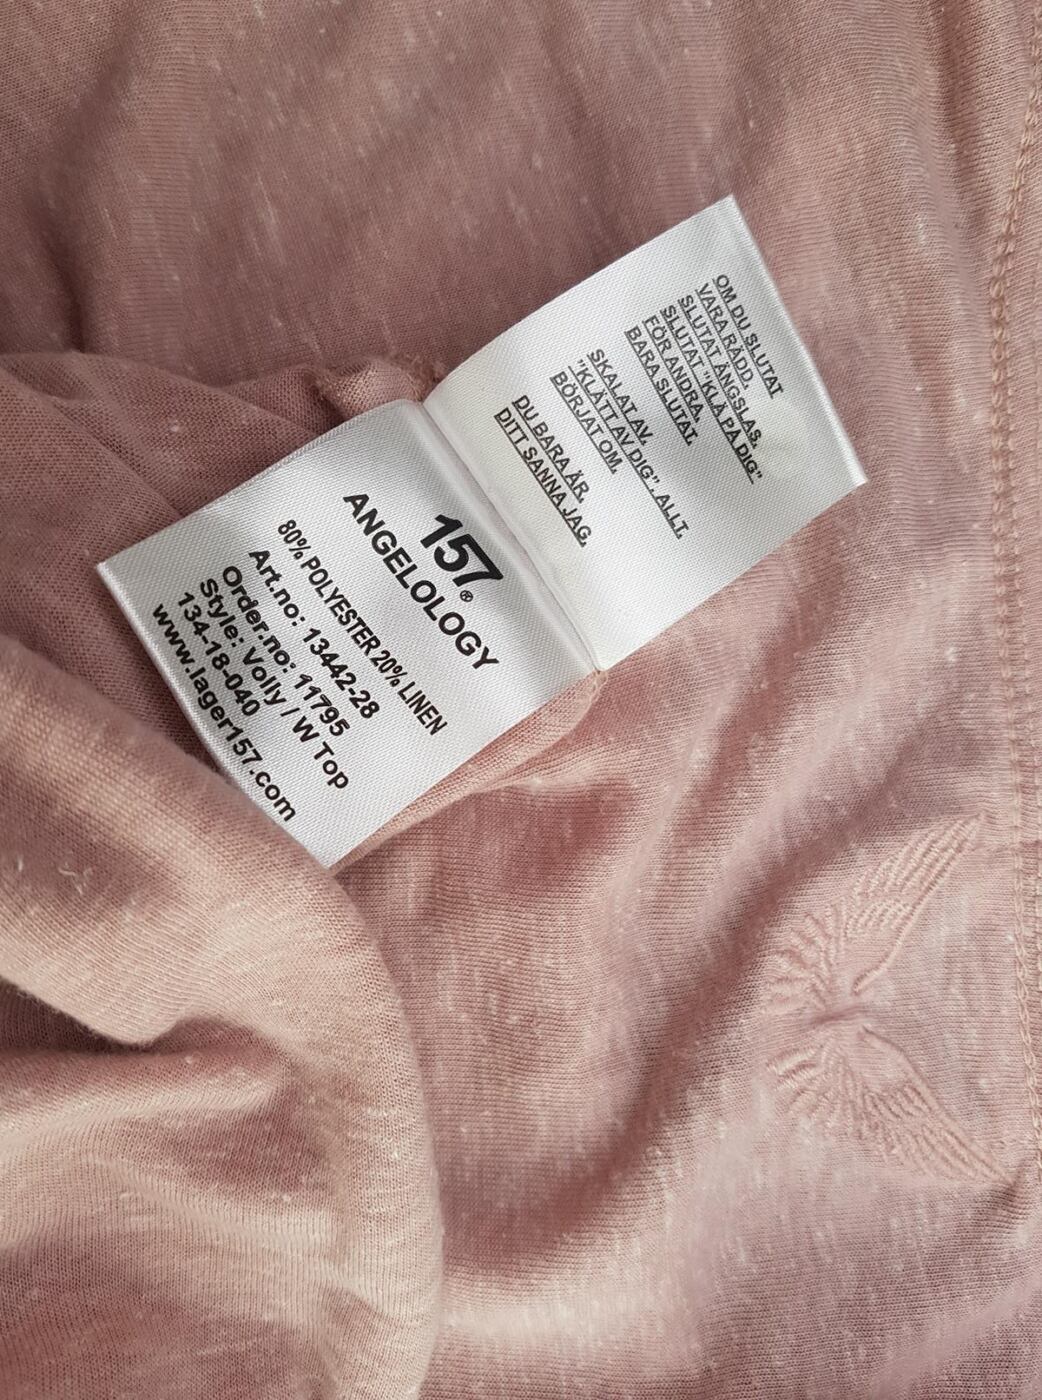 OM DU SLUTAT
VARA RÄDD.
SLUTAT ÄNGSLAS.
SLUTAT "KLÄ PÅ DIG"
FÖR ANDRA.
BARA SLUTAT.
SKALAT AV.
"KLÄTT AV DIG". ALLT.
BÖRJAT OM.
DU BARA ÄR.
DITT SANNA JAG.
157®
ANGELOLOGY
80% POLYESTER 20% LINEN
Art.no: 13442-28
Order.no: 11795
Style: Volly / W Top
134-18-040
www.lager157.com